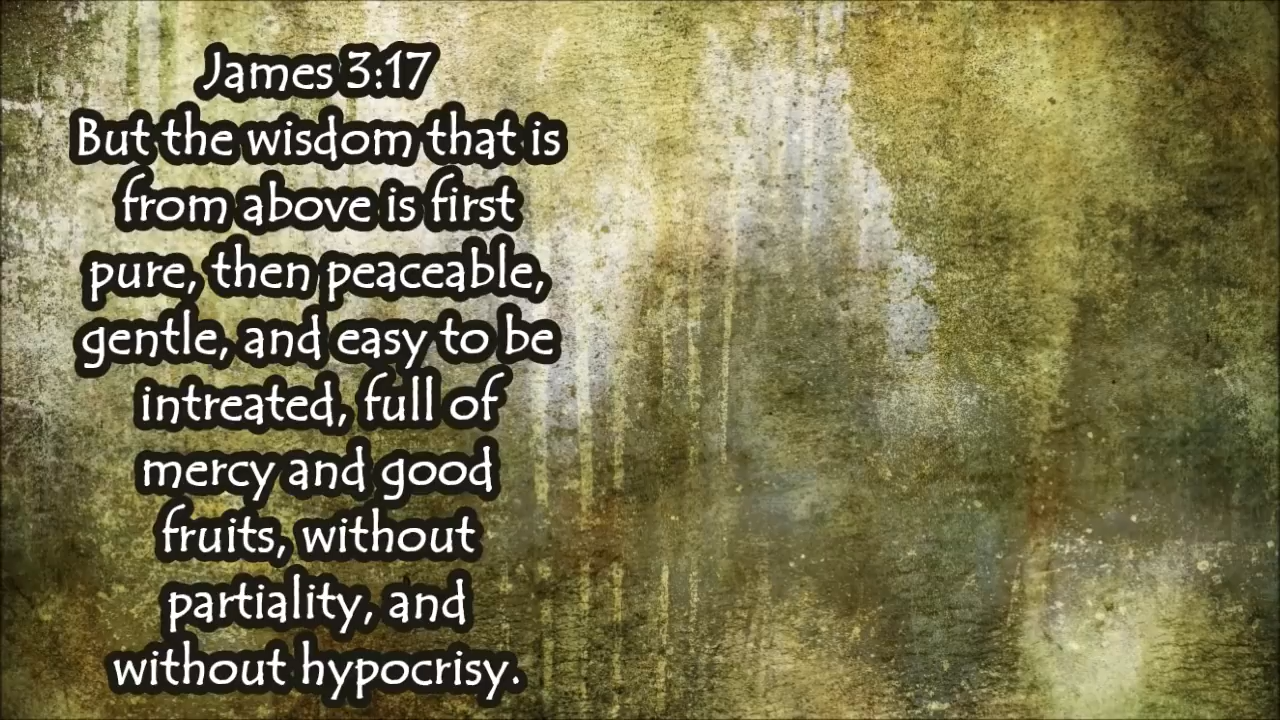 James 3:17
But the wisdom that is
from above is first
pure, then peaceable,
gentle, and easy to be
intreated, full of
mercy and good
fruits, without
partiality, and
without hypocrisy.